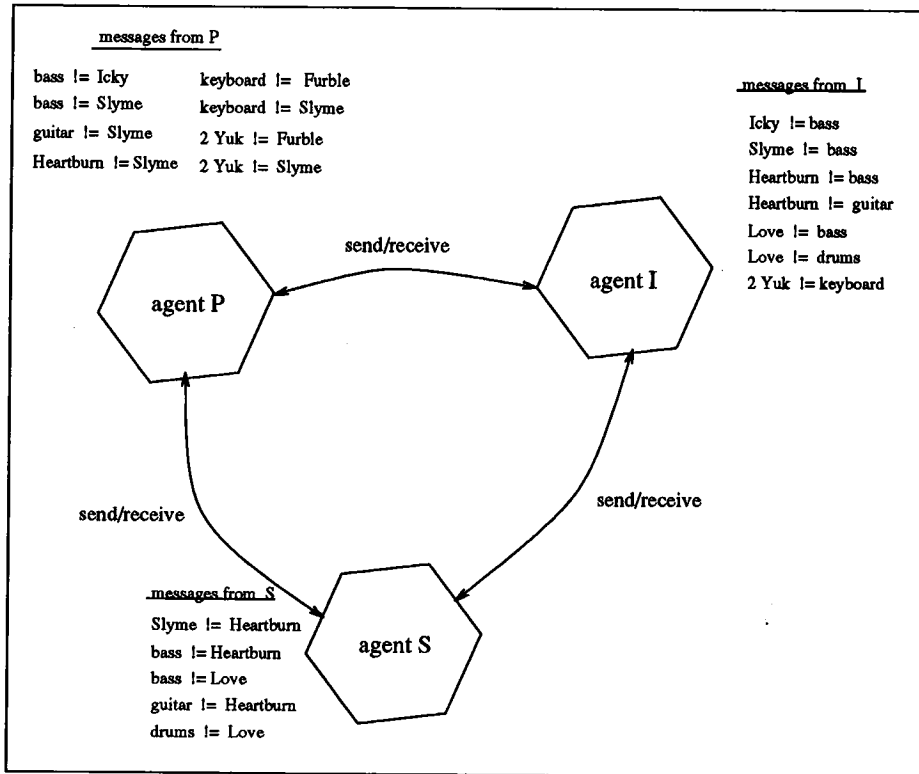 messages from P
bass != Icky
bass != Slyme
guitar != Slyme
Heartburn != Slyme
keyboard != Furble
keyboard != Slyme
2 Yuk != Furble
2 Yuk != Slyme
messages from I
Icky != bass
Slyme != bass
Heartburn != bass
Heartburn != guitar
Love != bass
Love != drums
2 Yuk != keyboard
send/receive
agent P
agent I
send/receive
send/receive
messages from S
Slyme != Heartburn
bass != Heartburn
bass != Love
guitar != Heartburn
drums != Love
agent S